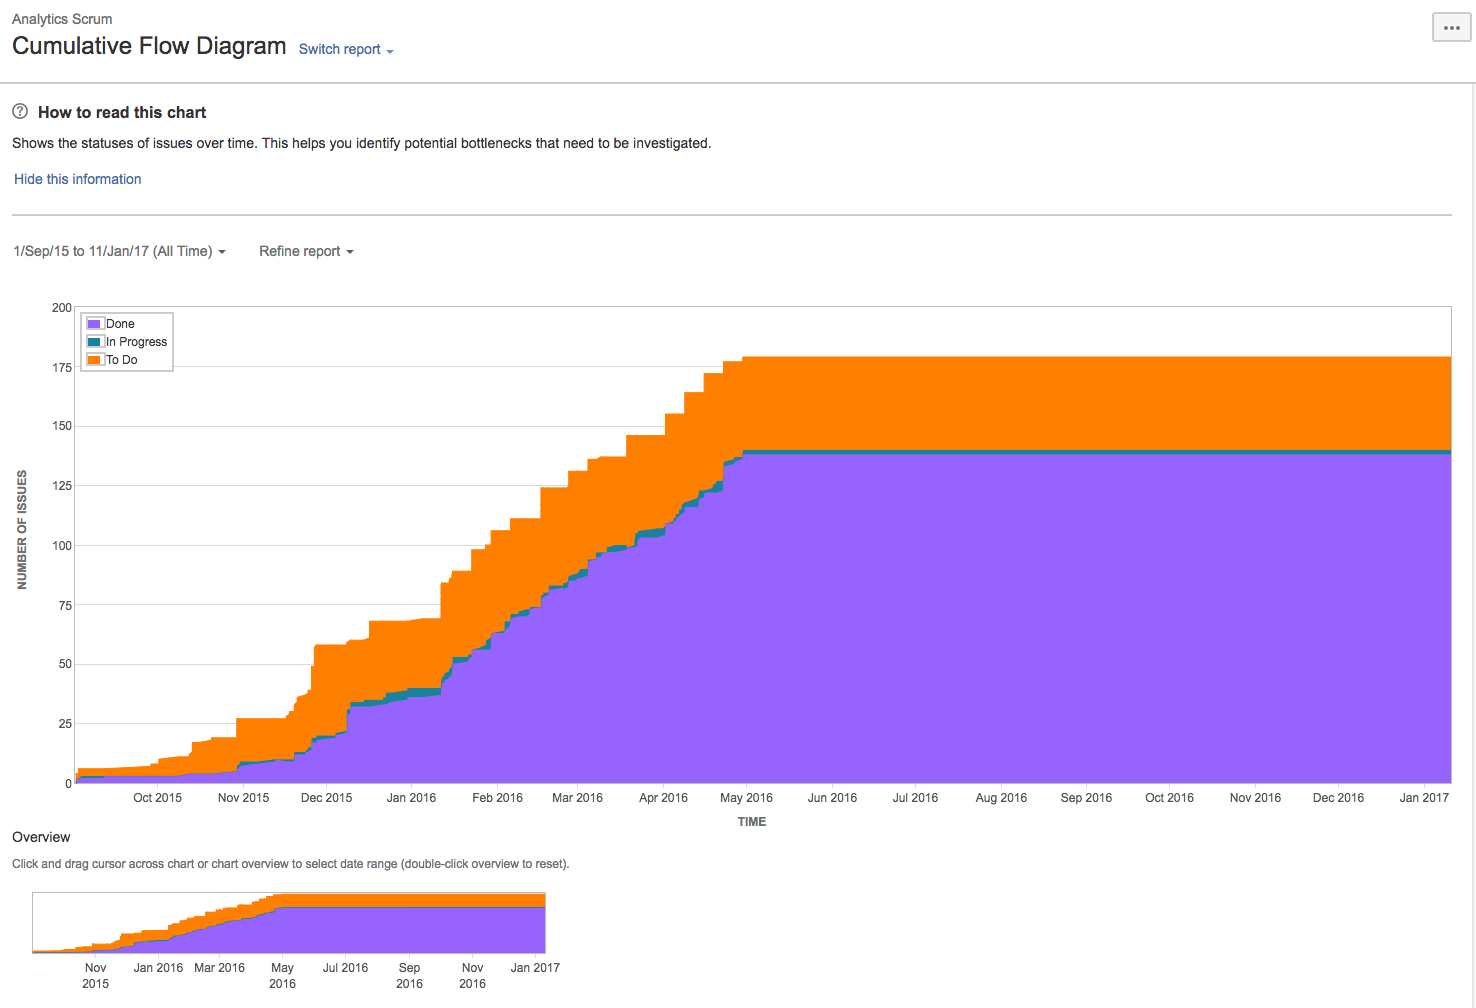 Analytics Scrum
Cumulative Flow Diagram Switch report
How to read this chart
Shows the statuses of issues over time. This helps you identify potential bottlenecks that need to be investigated.
Hide this information
1/Sep/15 to 11/Jan/17 (All Time) Refine report
200
175
150
125
100
75
50
25
0
NUMBER OF ISSUES
Done
In Progress
To Do
Oct 2015 Nov 2015 Dec 2015 Jan 2016 Feb 2016 Mar 2016 Apr 2016 May 2016 Jun 2016 Jul 2016 Aug 2016 Sep 2016 Oct 2016 Nov 2016 Dec 2016 Jan 2017
TIME
Overview
Click and drag cursor across chart or chart overview to select date range (double-click overview to reset).
Nov Jan 2016 Mar 2016 May Jul 2016 Sep Nov Jan 2017
2015 2016 2016 2016